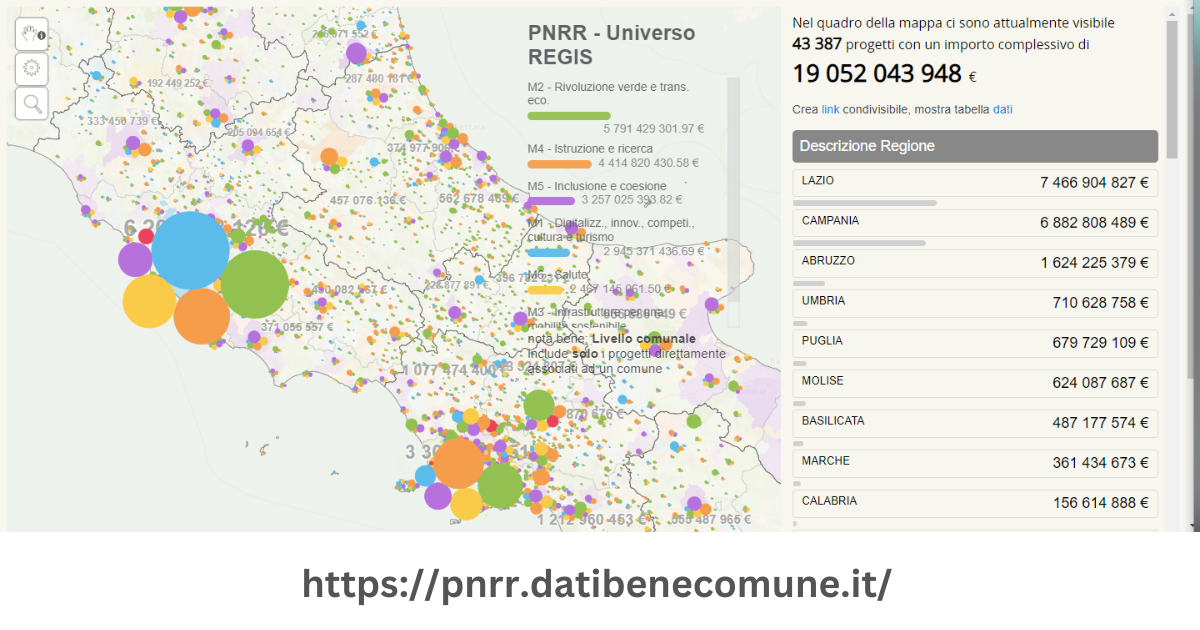 PNRR - Universo
REGIS
M2 - Rivoluzione verde e trans.
eco.
5 791 429 301.97 €
M4 - Istruzione e ricerca
4 414 820 430.58 €
M5 - Inclusione e coesione
3 257 025 393.82 €
M1 - Digitalizz., innov., competi.,
cultura e turismo
2 945 371 436.69 €
M6 - Salute
2 467 145 061.50 €
M3 - Infrastrutture per una
mobilità sostenibile
nota bene: Livello comunale
include solo i progetti direttamente
associati ad un comune
287 480 181 €
192 449 252 €
333 450 739 €
205 094 654 €
457 076 136 €
562 678 469 €
371 055 557 €
1 077 474 400
870 676 €
1 212 960 453 €
555 487 965 €
Nel quadro della mappa ci sono attualmente visibile
43 387 progetti con un importo complessivo di
19 052 043 948 €
Crea link condivisibile, mostra tabella dati
Descrizione Regione
LAZIO 7 466 904 827 €
CAMPANIA 6 882 808 489 €
ABRUZZO 1 624 225 379 €
UMBRIA 710 628 758 €
PUGLIA 679 729 109 €
MOLISE 624 087 687 €
BASILICATA 487 177 574 €
MARCHE 361 434 673 €
CALABRIA 156 614 888 €
https://pnrr.datibenecomune.it/